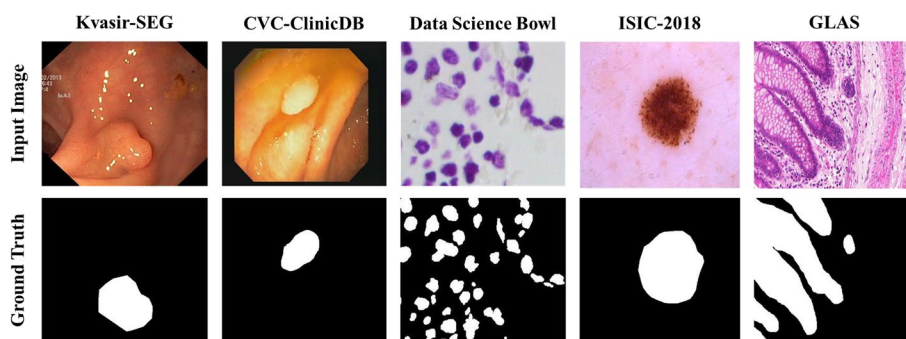 Kvasir-SEG CVC-ClinicDB Data Science Bowl ISIC-2018 GLAS
Input Image
Ground Truth